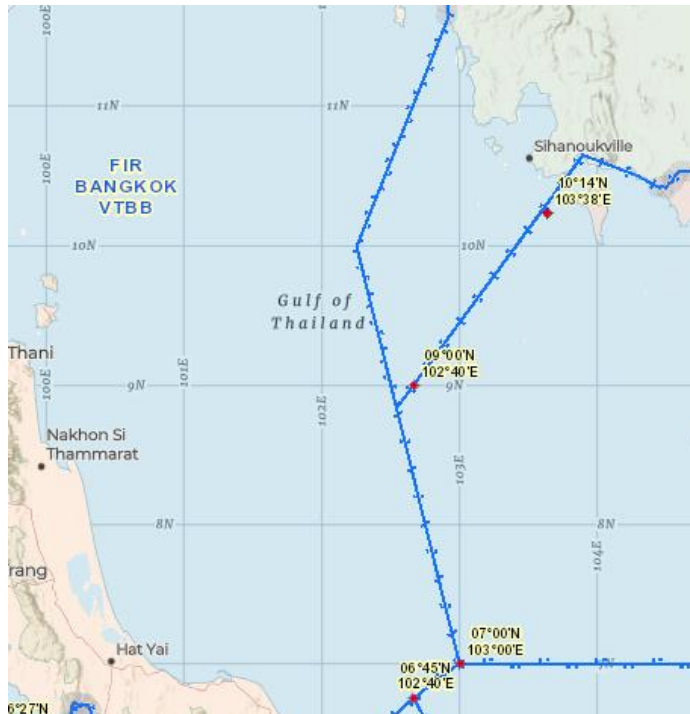 100E
11N
11N
FIR
BANGKOK
VTBB
100E
Sihanoukville
10°14'N
103°38'E
10N
10N
Gulf of
Thailand
Thani
100E
101E
09°00'N
102°40'E
9N
9N
102E
Nakhon Si
Thammarat
103E
8N
8N
104E
rang
07°00'N
103°00'E
Hat Yai
06°45'N
102°40'E
6°27'N